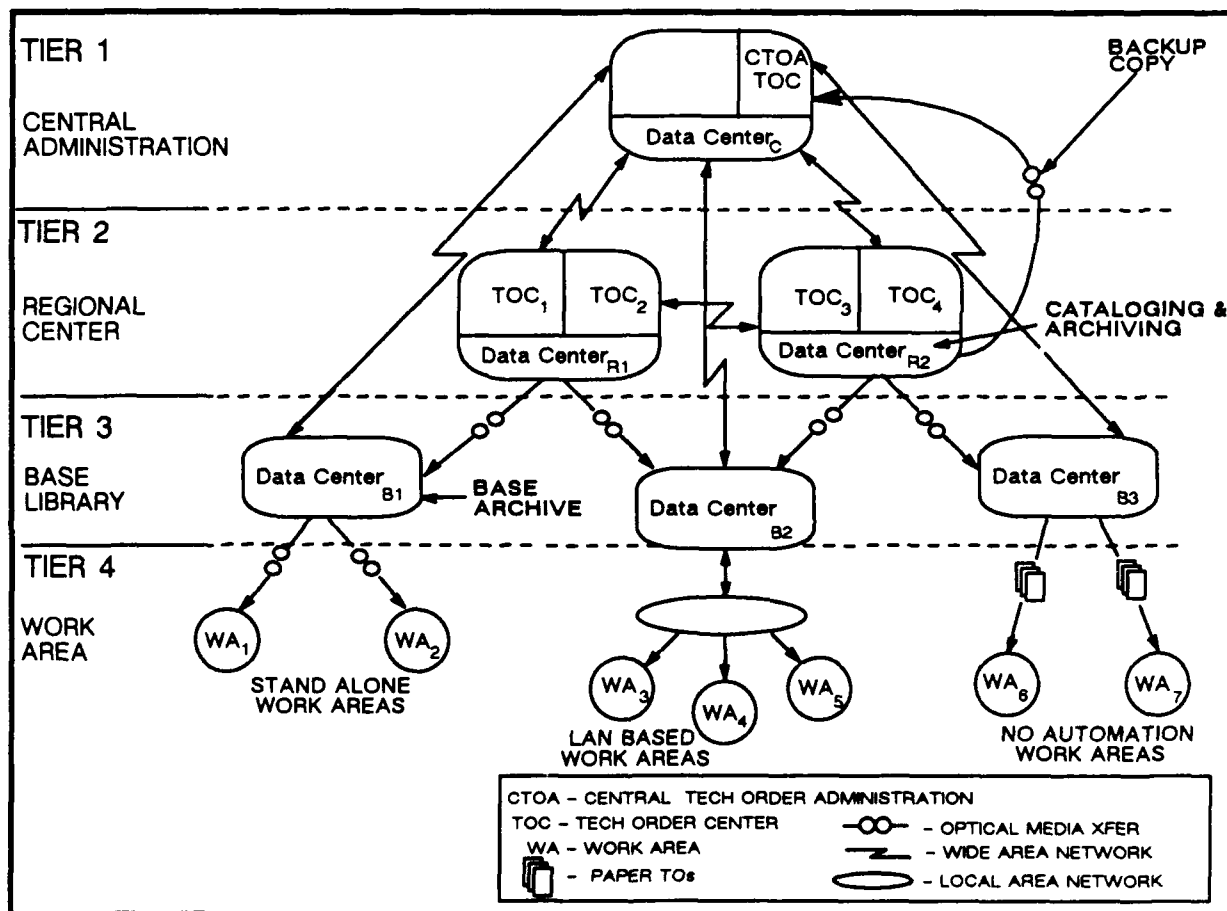 TIER 1
CENTRAL
ADMINISTRATION
CTOA
TOC
Data Center C
BACKUP
COPY
TIER 2
REGIONAL
CENTER
TOC1
TOC2
Data Center R1
TOC3
TOC4
Data Center R2
CATALOGING &
ARCHIVING
TIER 3
BASE
LIBRARY
Data Center B1
BASE
ARCHIVE
Data Center B2
Data Center B3
TIER 4
WORK
AREA
WA1
WA2
STAND ALONE
WORK AREAS
WA3
WA4
WA5
LAN BASED
WORK AREAS
WA6
WA7
NO AUTOMATION
WORK AREAS
CTOA - CENTRAL TECH ORDER ADMINISTRATION
TOC - TECH ORDER CENTER
WA - WORK AREA
- PAPER TOs
- OPTICAL MEDIA XFER
- WIDE AREA NETWORK
- LOCAL AREA NETWORK